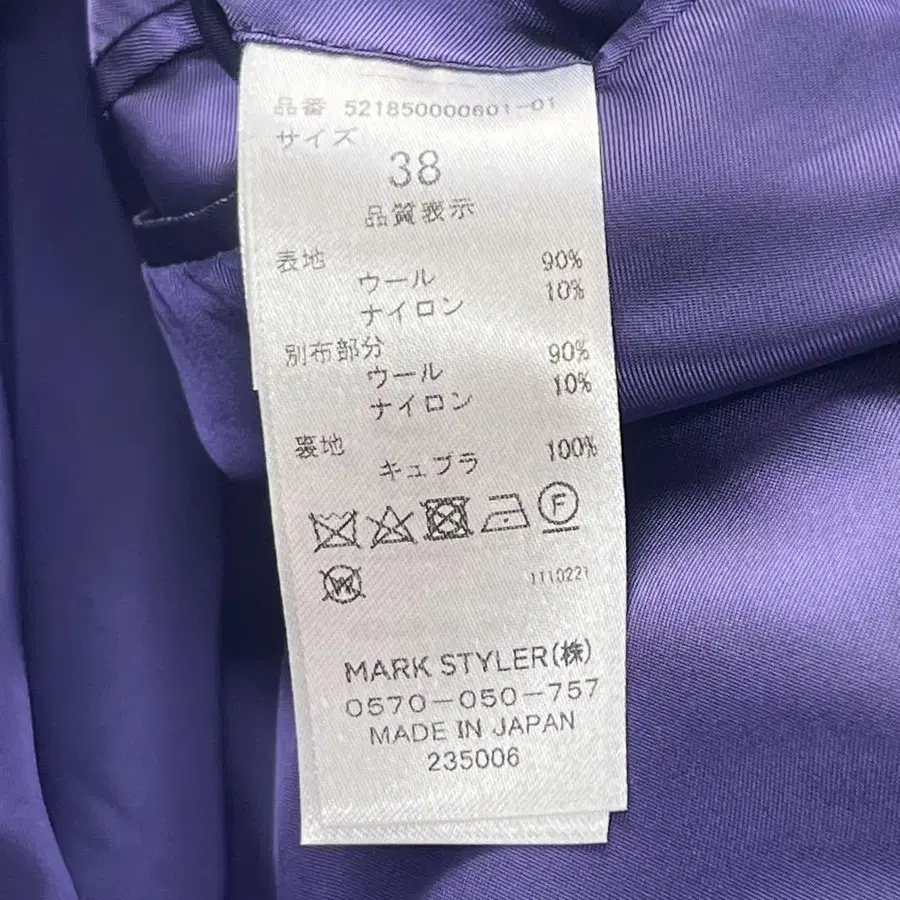 品番 521850000601-01
サイズ
38
品質表示
表地
ウール 90%
ナイロン 10%
別布部分
ウール 90%
ナイロン 10%
裏地
キュプラ 100%
F
W
1110221
MARK STYLER(株)
0570-050-757
MADE IN JAPAN
235006